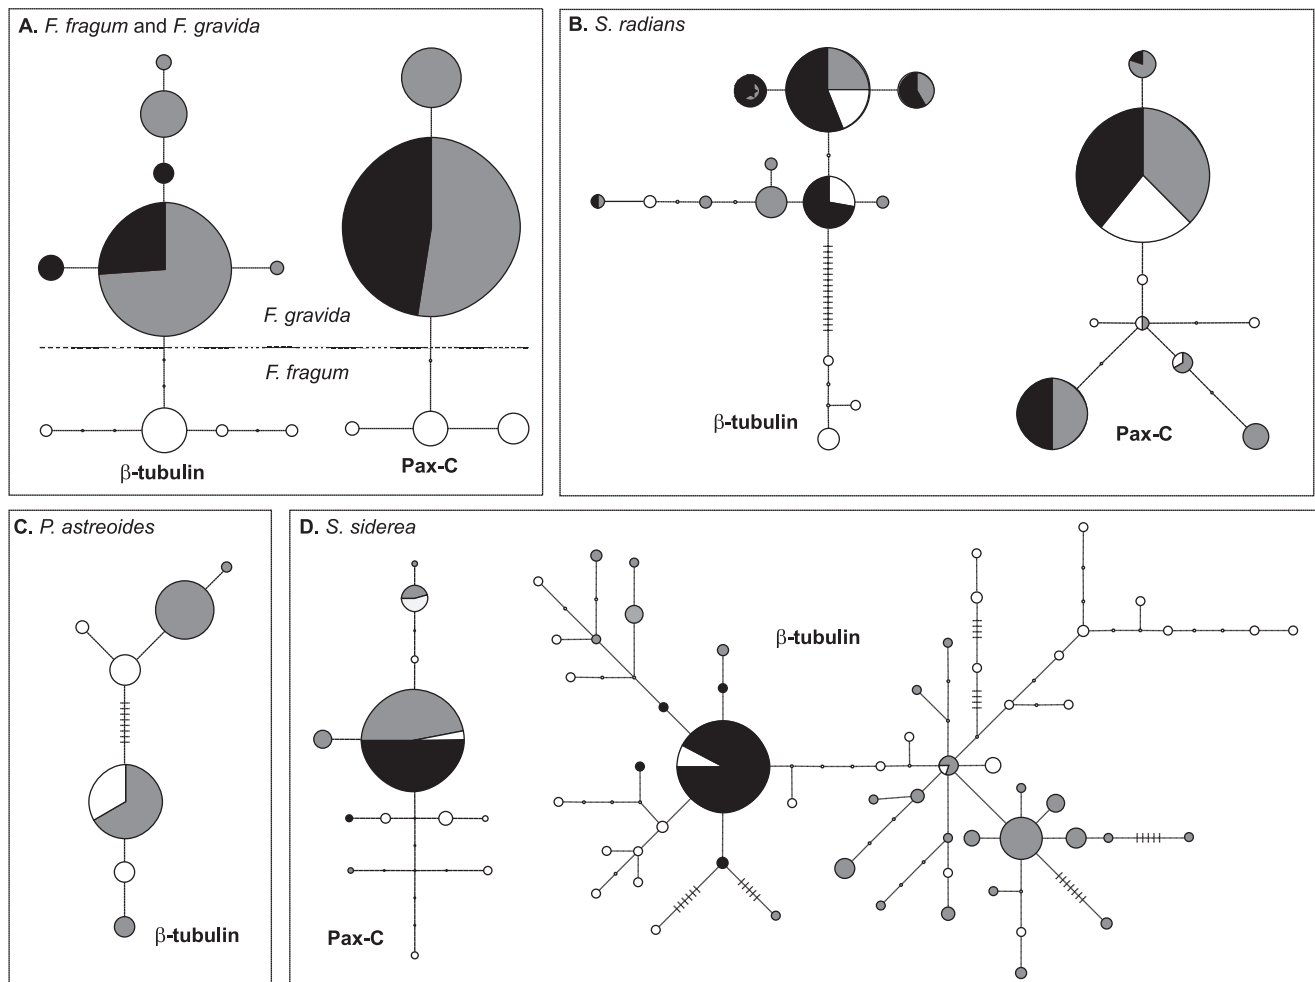 A. F. fragum and F. gravida
F. gravida
F. fragum
β-tubulin
Pax-C
B. S. radians
β-tubulin
Pax-C
C. P. astreoides
β-tubulin
D. S. siderea
β-tubulin
Pax-C